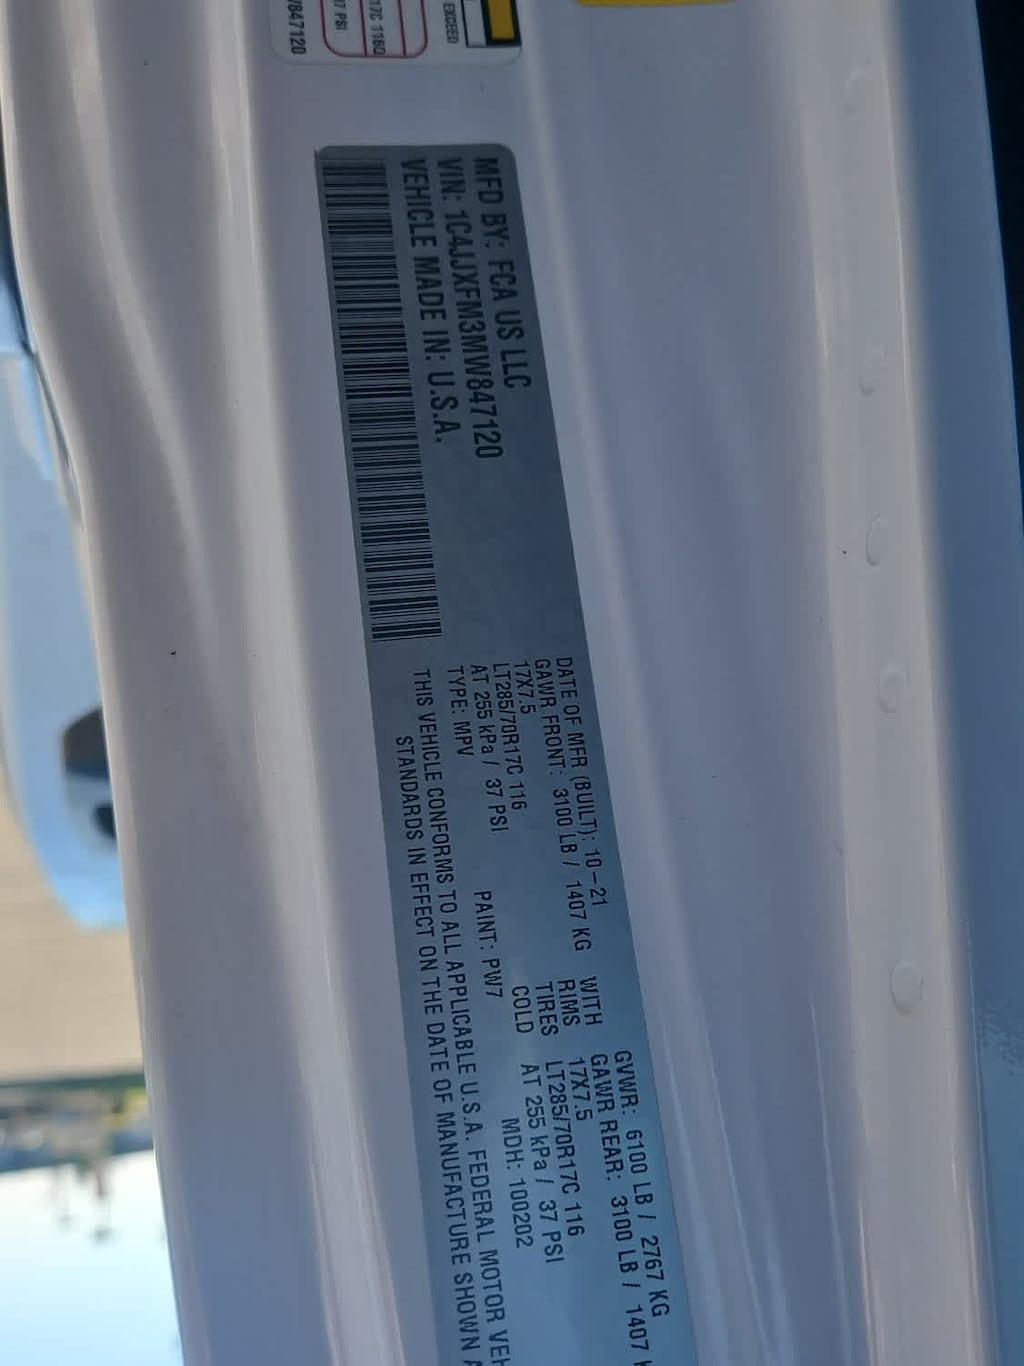 EXCEED
17C 116Q
37 PSI
W847120
MFD BY: FCA US LLC
VIN: 1C4JJXFM3MW847120
VEHICLE MADE IN: U.S.A.
DATE OF MFR (BUILT): 10-21 GVWR: 6100 LB / 2767 KG
GAWR FRONT: 3100 LB / 1407 KG WITH GAWR REAR: 3100 LB / 1407
17X7.5 RIMS 17X7.5
LT285/70R17C 116 TIRES LT285/70R17C 116
AT 255 kPa / 37 PSI COLD AT 255 kPa / 37 PSI
TYPE: MPV PAINT: PW7 MDH: 100202
THIS VEHICLE CONFORMS TO ALL APPLICABLE U.S.A. FEDERAL MOTOR VEH
STANDARDS IN EFFECT ON THE DATE OF MANUFACTURE SHOWN A